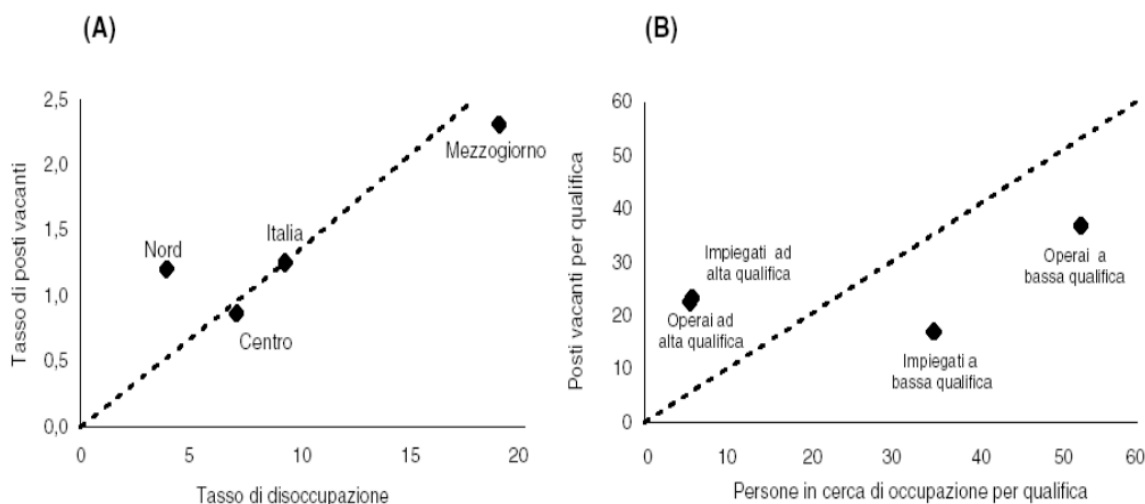 (A)
Tasso di posti vacanti
2,5
2,0
1,5
1,0
0,5
0,0
Mezzogiorno
Italia
Nord
Centro
0
5
10
15
20
Tasso di disoccupazione
(B)
Posti vacanti per qualifica
60
50
40
30
20
10
0
Impiegati ad
alta qualifica
Operai ad
alta qualifica
Operai a
bassa qualifica
Impiegati a
bassa qualifica
0
10
20
30
40
50
60
Persone in cerca di occupazione per qualifica